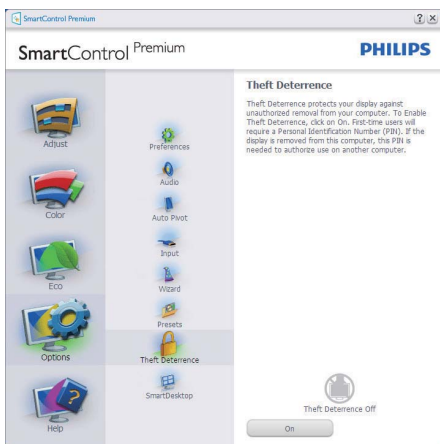 SmartControl Premium
SmartControl Premium
PHILIPS
Adjust
Color
Eco
Options
Help
Preferences
Audio
Auto Pivot
Input
Wizard
Presets
Theft Deterrence
SmartDesktop
Theft Deterrence
Theft Deterrence protects your display against
unauthorized removal from your computer. To Enable
Theft Deterrence, click on On. First-time users will
require a Personal Identification Number (PIN). If the
display is removed from this computer, this PIN is
needed to authorize use on another computer.
Theft Deterrence Off
On